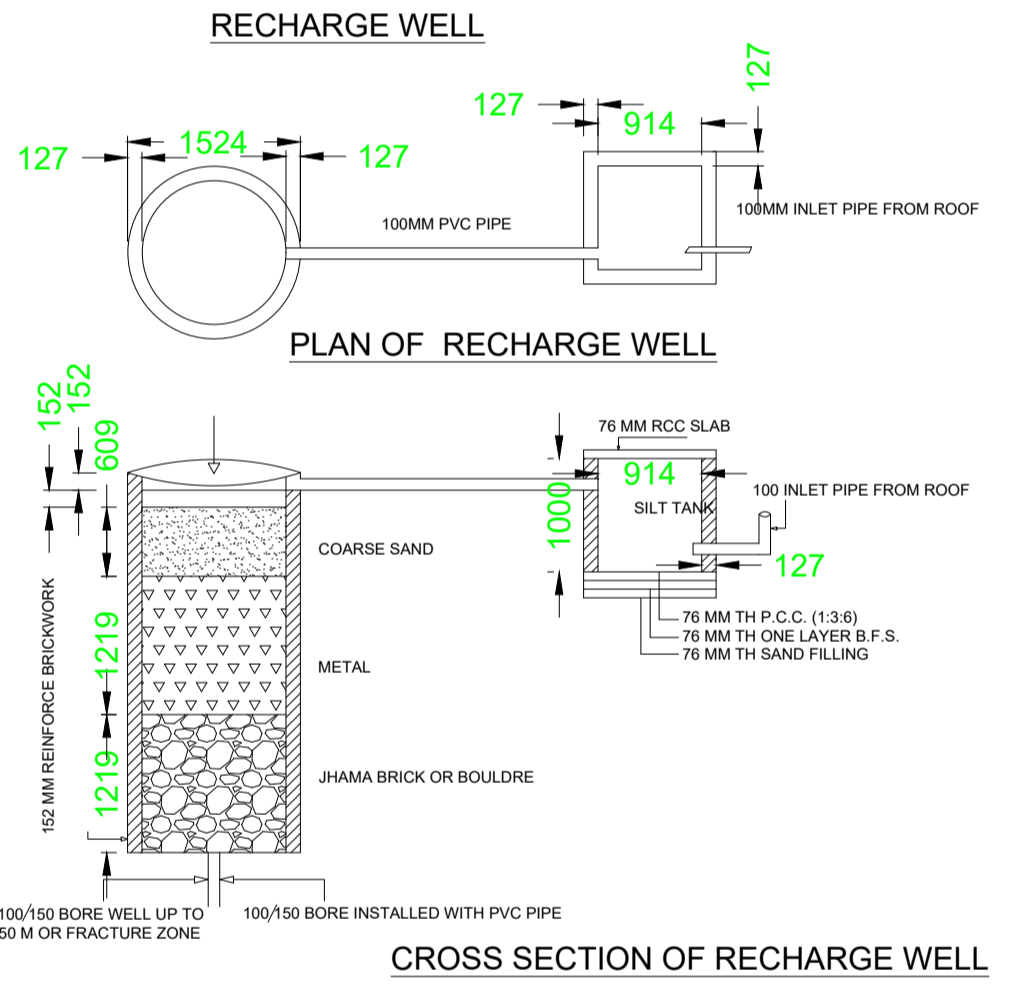 RECHARGE WELL
127
127
914
127
1524
127
100MM PVC PIPE
100MM INLET PIPE FROM ROOF
PLAN OF RECHARGE WELL
152
152
609
1219
1219
152 MM REINFORCE BRICKWORK
COARSE SAND
METAL
JHAMA BRICK OR BOULDRE
76 MM RCC SLAB
914
1000
SILT TANK
100 INLET PIPE FROM ROOF
127
76 MM TH P.C.C. (1:3:6)
76 MM TH ONE LAYER B.F.S.
76 MM TH SAND FILLING
100/150 BORE WELL UP TO
50 M OR FRACTURE ZONE
100/150 BORE INSTALLED WITH PVC PIPE
CROSS SECTION OF RECHARGE WELL